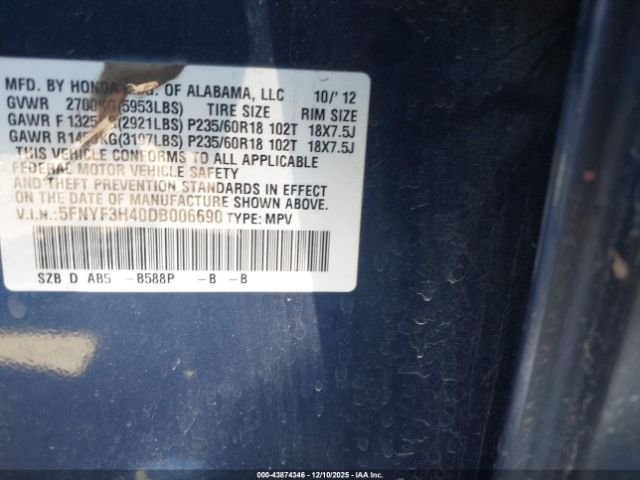 MFD. BY HONDA OF ALABAMA, LLC 10/'12
GVWR 2700KG(5953LBS) TIRE SIZE RIM SIZE
GAWR F (2921LBS) P235/60R18 102T 18X7.5J
GAWR R (3197LBS) P235/60R18 102T 18X7.5J
THIS VEHICLE CONFORMS TO ALL APPLICABLE
FEDERAL MOTOR VEHICLE SAFETY
AND THEFT PREVENTION STANDARDS IN EFFECT
ON THE DATE OF MANUFACTURE SHOWN ABOVE.
V.I.N.:5FNYF3H40DB006690 TYPE: MPV
SZB D AB5 -B588P -B -B
000-43874346 - 12/10/2025 - IAA Inc.